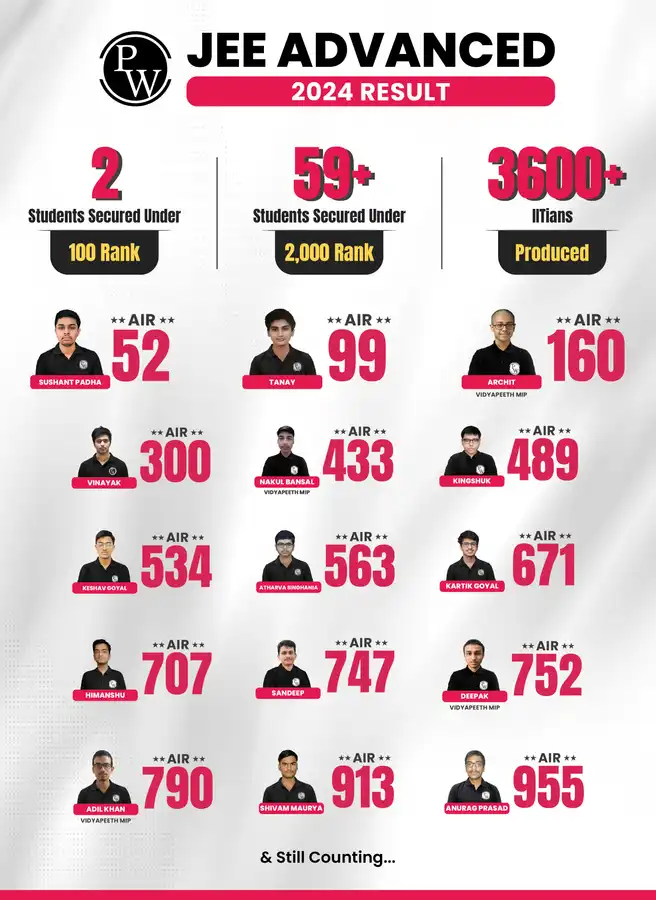 PW
JEE ADVANCED
2024 RESULT
2
Students Secured Under
100 Rank
59+
Students Secured Under
2,000 Rank
3600+
IITians
Produced
★★ AIR ★★
52
SUSHANT PADHA
★★ AIR ★★
99
TANAY
★★ AIR ★★
160
ARCHIT
VIDYAPEETH MIP
★★ AIR ★★
300
VINAYAK
★★ AIR ★★
433
NAKUL BANSAL
VIDYAPEETH MIP
★★ AIR ★★
489
KINGSHUK
★★ AIR ★★
534
KESHAV GOYAL
★★ AIR ★★
563
ATHARVA SINGHANIA
★★ AIR ★★
671
KARTIK GOYAL
★★ AIR ★★
707
HIMANSHU
★★ AIR ★★
747
SANDEEP
★★ AIR ★★
752
DEEPAK
VIDYAPEETH MIP
★★ AIR ★★
790
ADIL KHAN
VIDYAPEETH MIP
★★ AIR ★★
913
SHIVAM MAURYA
★★ AIR ★★
955
ANURAG PRASAD
& Still Counting...